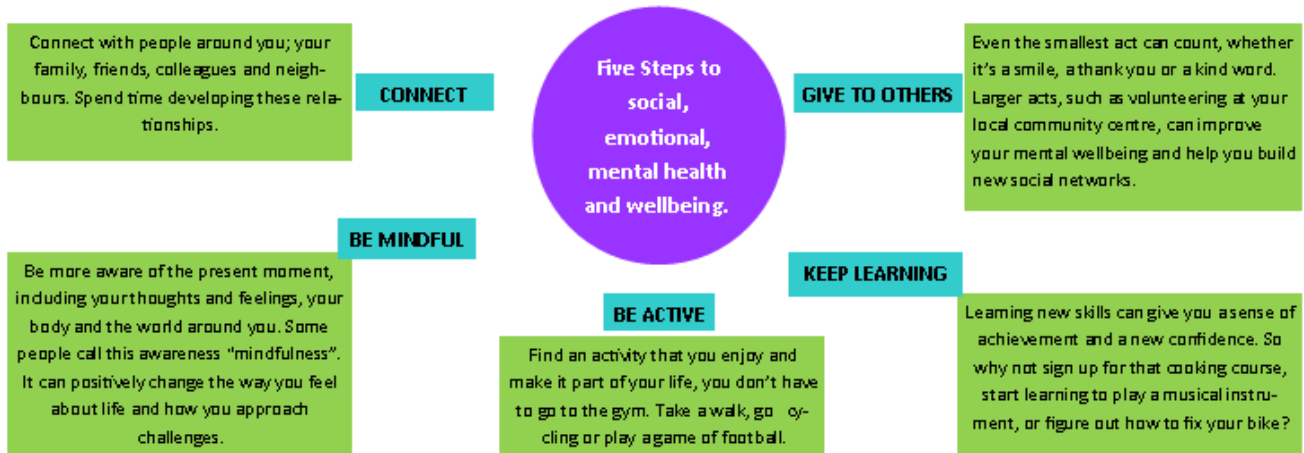 Five Steps to
social,
emotional,
mental health
and wellbeing.
CONNECT
Connect with people around you; your
family, friends, colleagues and neigh-
bours. Spend time developing these rela-
tionships.
GIVE TO OTHERS
Even the smallest act can count, whether
it's a smile, a thank you or a kind word.
Larger acts, such as volunteering at your
local community centre, can improve
your mental wellbeing and help you build
new social networks.
BE MINDFUL
Be more aware of the present moment,
including your thoughts and feelings, your
body and the world around you. Some
people call this awareness "mindfulness".
It can positively change the way you feel
about life and how you approach
challenges.
BE ACTIVE
Find an activity that you enjoy and
make it part of your life, you don't have
to go to the gym. Take a walk, go cy-
cling or play a game of football.
KEEP LEARNING
Learning new skills can give you a sense of
achievement and a new confidence. So
why not sign up for that cooking course,
start learning to play a musical instru-
ment, or figure out how to fix your bike?